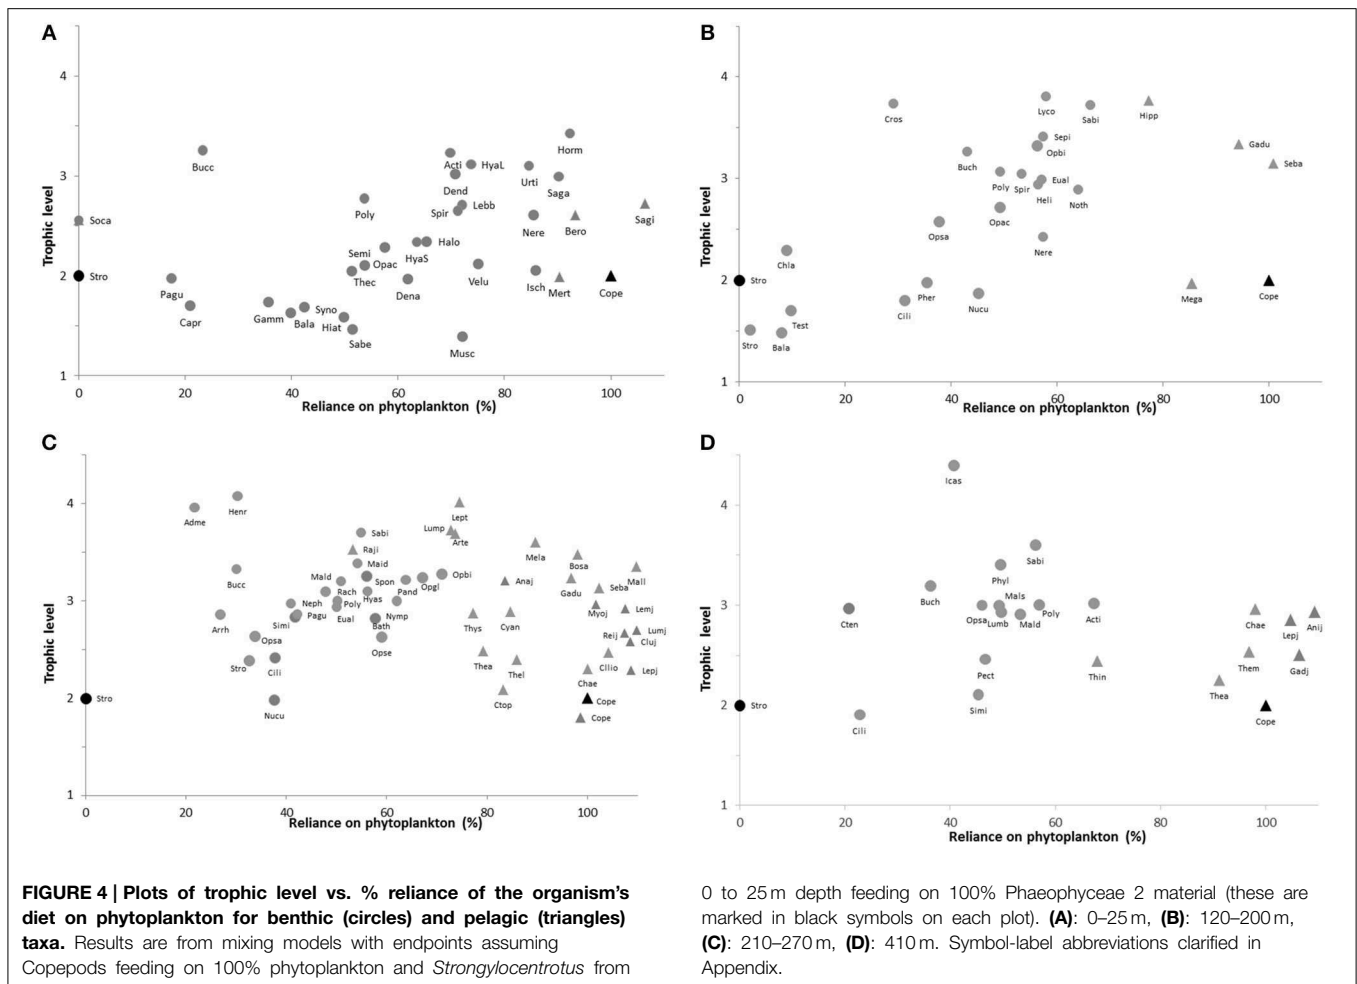 A
B
4
3
2
1
Trophic level
0
20
40
60
80
100
Reliance on phytoplankton (%)
Soca
Stro
Bucc
Pagu
Capr
Gamm
Bala
Syno
Hiat
Sabe
Poly
Semi
Opac
Thec
HyaS
Halo
Dena
Acti
HyaL
Dend
Lebb
Spir
Velu
Musc
Urti
Horm
Saga
Nere
Bero
Sagi
Isch
Mert
Cope
4
3
2
1
Trophic level
0
20
40
60
80
100
Reliance on phytoplankton (%)
Stro
Stro
Chla
Test
Bala
Cros
Buch
Opsa
Pher
Cili
Nucu
Lyco
Sabi
Sepi
Opbi
Poly
Spir
Eual
Heli
Noth
Opac
Nere
Hipp
Gadu
Seba
Mega
Cope
C
D
4
3
2
1
Trophic level
0
20
40
60
80
100
Reliance on phytoplankton (%)
Stro
Adme
Henr
Bucc
Arrh
Stro
Opsa
Cili
Nucu
Neph
Simi
Pagu
Mald
Rach
Poly
Eual
Sabi
Raji
Maid
Spon
Hyas
Pand
Opgl
Opbi
Nymp
Bath
Opse
Lept
Lump
Arte
Anaj
Thys
Cyan
Thea
Thel
Ctop
Mela
Bosa
Gadu
Seba
Mall
Myoj
Lemj
Reij
Lumj
Cluj
Cllio
Lepj
Chae
Cope
Cope
4
3
2
1
Trophic level
0
20
40
60
80
100
Reliance on phytoplankton (%)
Stro
Cten
Cili
Buch
Icas
Sabi
Phyl
Mals
Opsa
Lumb
Mald
Poly
Acti
Pect
Simi
Thin
Chae
Lepj
Anij
Them
Gadj
Thea
Cope
FIGURE 4 | Plots of trophic level vs. % reliance of the organism's
diet on phytoplankton for benthic (circles) and pelagic (triangles)
taxa. Results are from mixing models with endpoints assuming
Copepods feeding on 100% phytoplankton and Strongylocentrotus from
0 to 25 m depth feeding on 100% Phaeophyceae 2 material (these are
marked in black symbols on each plot). (A): 0–25 m, (B): 120–200 m,
(C): 210–270 m, (D): 410 m. Symbol-label abbreviations clarified in
Appendix.